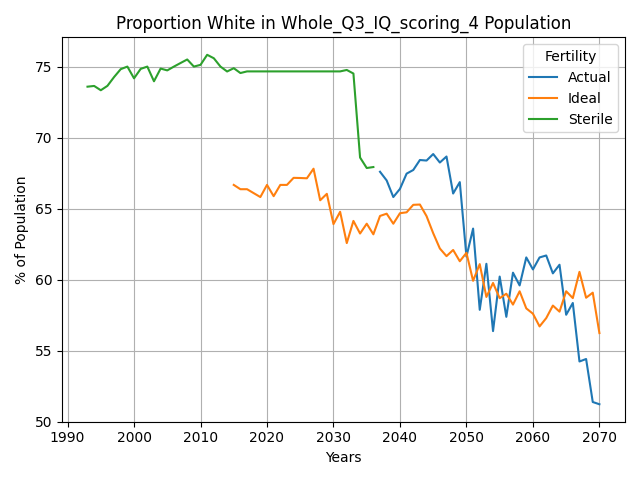 Proportion White in Whole_Q3_IQ_scoring_4 Population
Fertility
Actual
Ideal
Sterile
% of Population
75
70
65
60
55
50
1990 2000 2010 2020 2030 2040 2050 2060 2070
Years